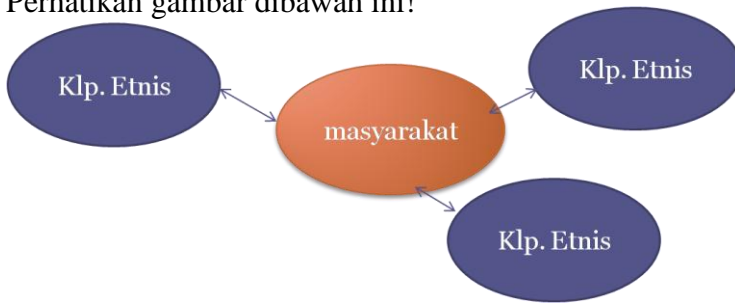 Perhatikan gambar dibawah ini!
Klp. Etnis
Klp. Etnis
masyarakat
Klp. Etnis